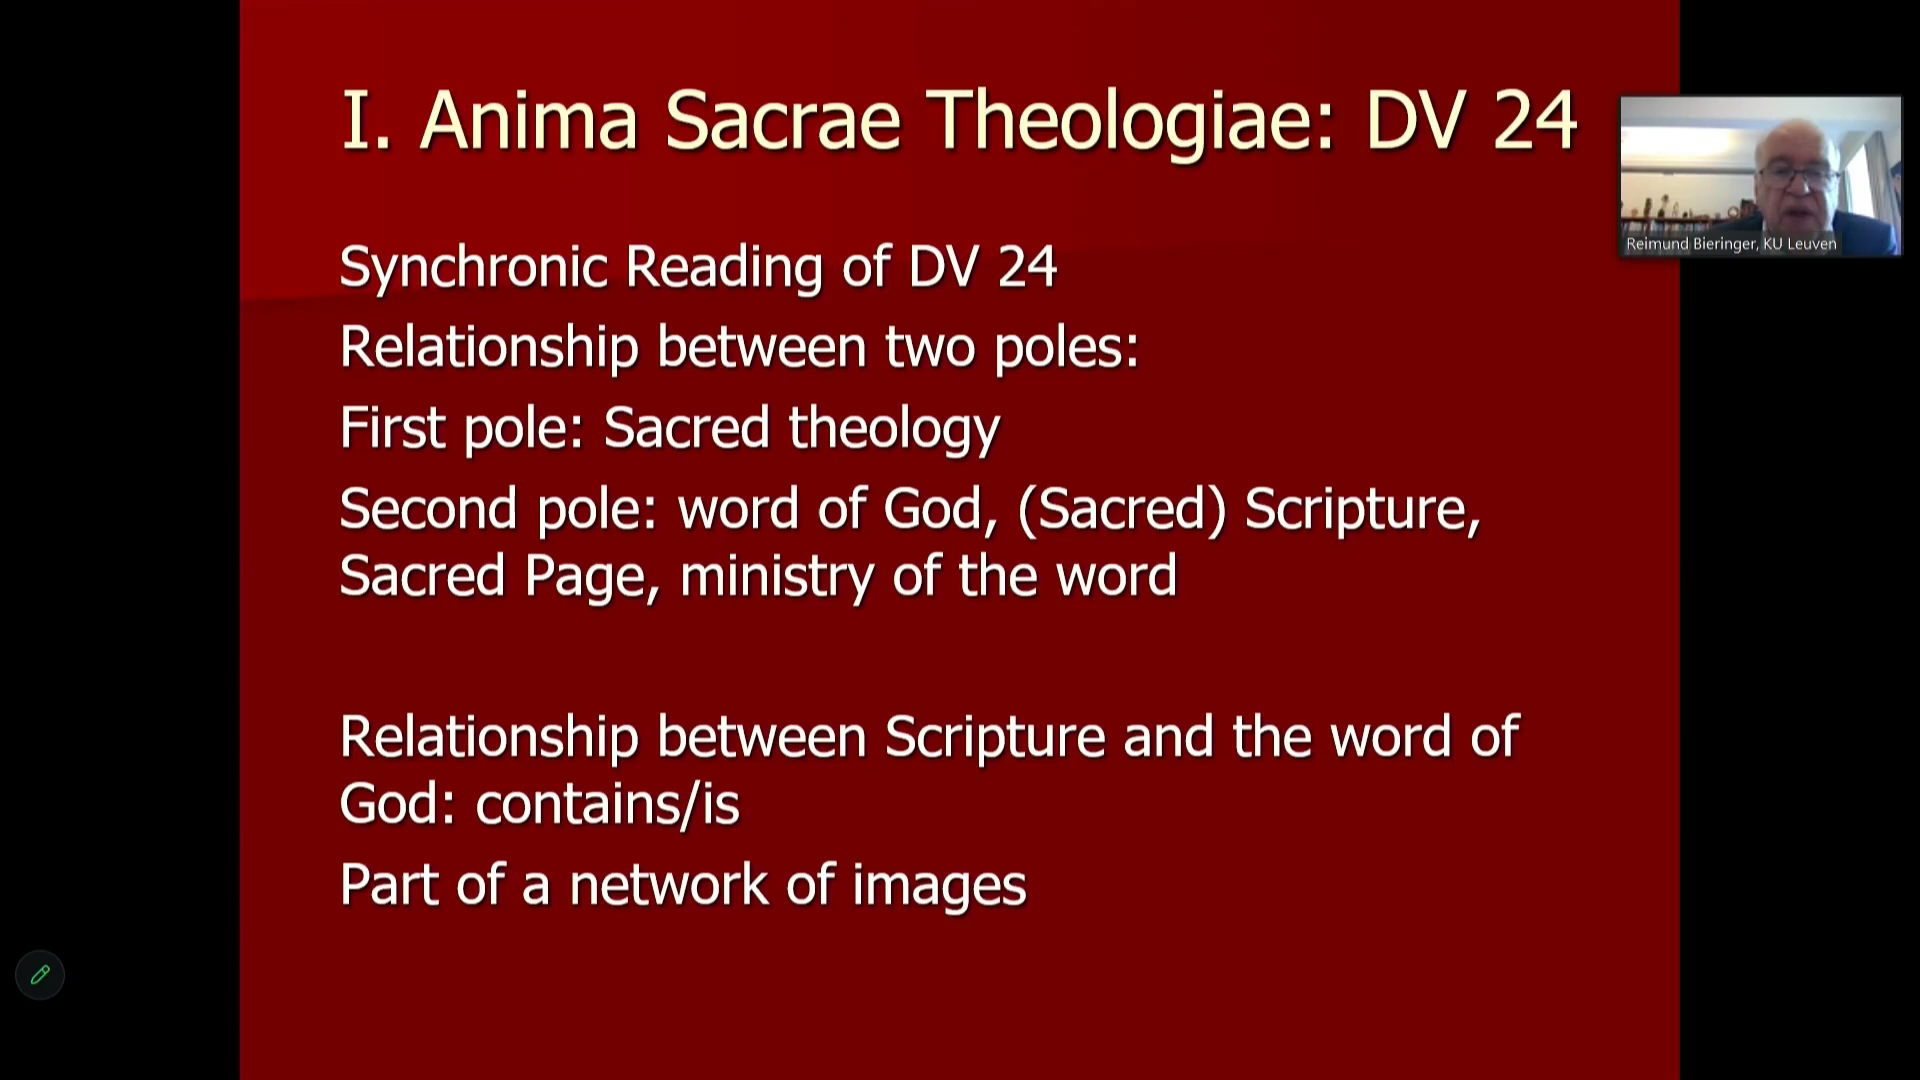 I. Anima Sacrae Theologiae: DV 24
Reimund Bieringer, KU Leuven
Synchronic Reading of DV 24
Relationship between two poles:
First pole: Sacred theology
Second pole: word of God, (Sacred) Scripture,
Sacred Page, ministry of the word
Relationship between Scripture and the word of
God: contains/is
Part of a network of images